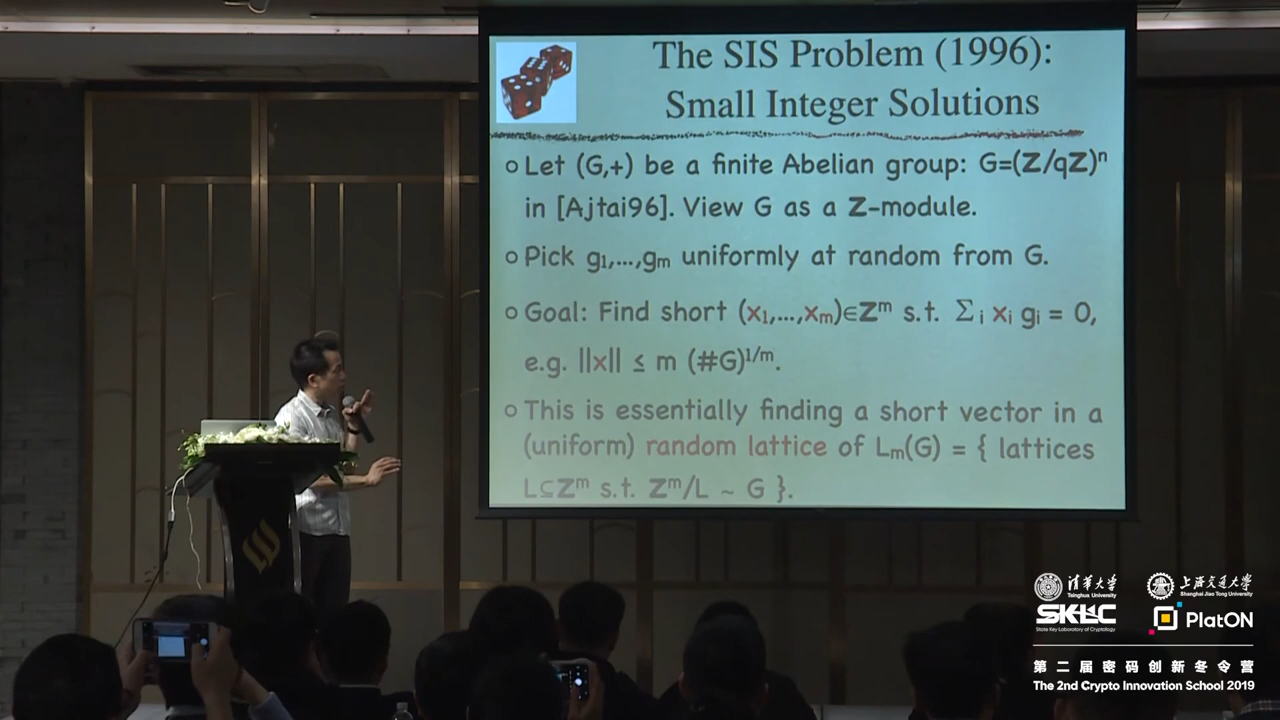 The SIS Problem (1996):
Small Integer Solutions
Let (G,+) be a finite Abelian group: G=(Z/qZ)ⁿ
in [Ajtai96]. View G as a Z-module.
Pick g₁,...,gₘ uniformly at random from G.
Goal: Find short (x₁,...,xₘ)∈Zᵐ s.t. Σᵢ xᵢ gᵢ = 0,
e.g. ||x|| ≤ m (#G)¹/ᵐ.
This is essentially finding a short vector in a
(uniform) random lattice of Lₘ(G) = { lattices
L⊆Zᵐ s.t. Zᵐ/L ~ G }.
清华大学
Tsinghua University
上海交通大学
Shanghai Jiao Tong University
SKLC
State Key Laboratory of Cryptology
PlatON
第二届密码创新冬令营
The 2nd Crypto Innovation School 2019